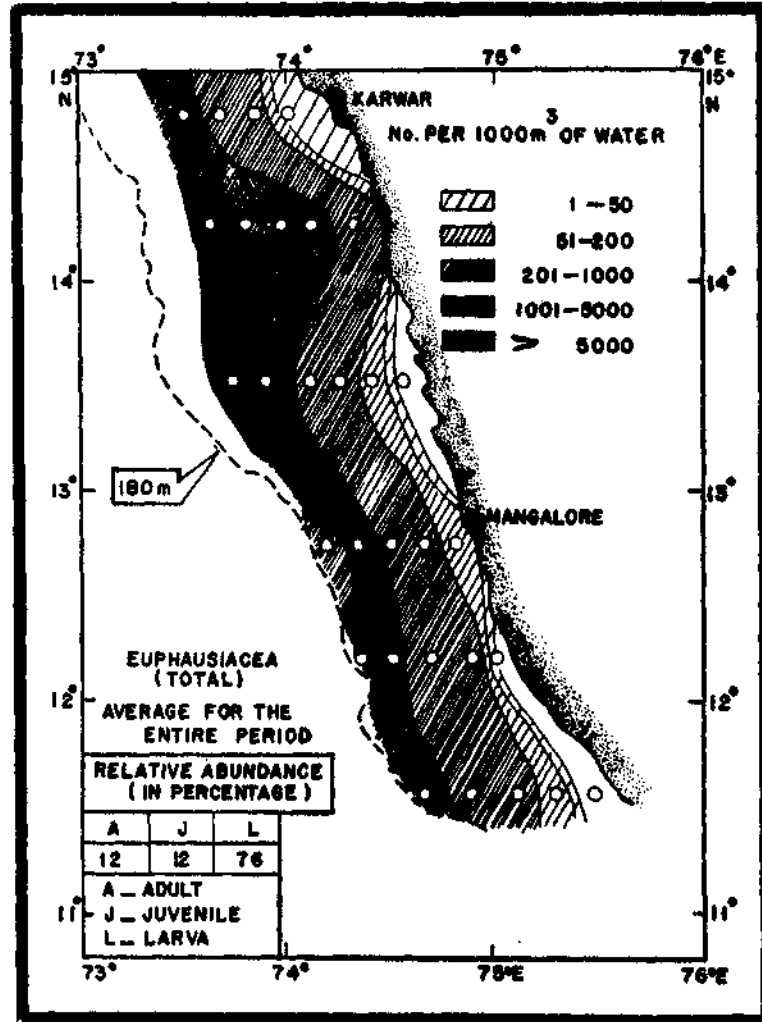 73° 74° 75° 76°E
15° N
15° N
KARWAR
No. PER 1000m³ OF WATER
1–50
51–200
201–1000
1001–5000
> 5000
14° 14°
180m
13° 13°
MANGALORE
EUPHAUSIACEA
(TOTAL)
12° 12°
AVERAGE FOR THE
ENTIRE PERIOD
RELATIVE ABUNDANCE
(IN PERCENTAGE)
A J L
12 12 76
A – ADULT
J – JUVENILE
L – LARVA
11° 11°
73° 74° 75°E 76°E